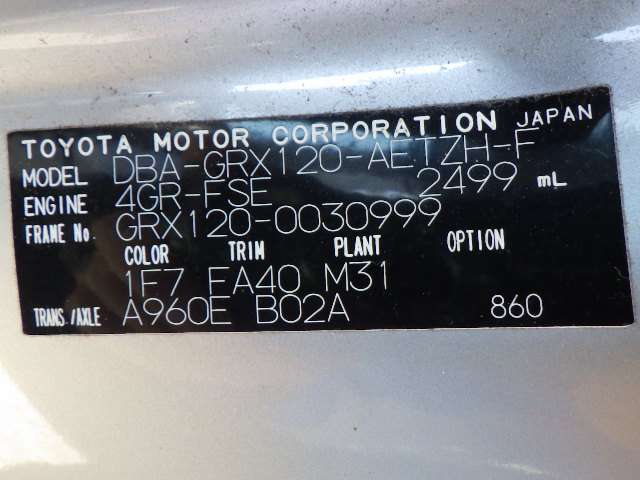 TOYOTA MOTOR CORPORATION JAPAN
MODEL DBA-GRX120-AETZH-F
ENGINE 4GR-FSE 2499 mL
FRAME No. GRX120-0030999
COLOR TRIM PLANT OPTION
1F7 FA40 M31
TRANS./AXLE A960E B02A 860